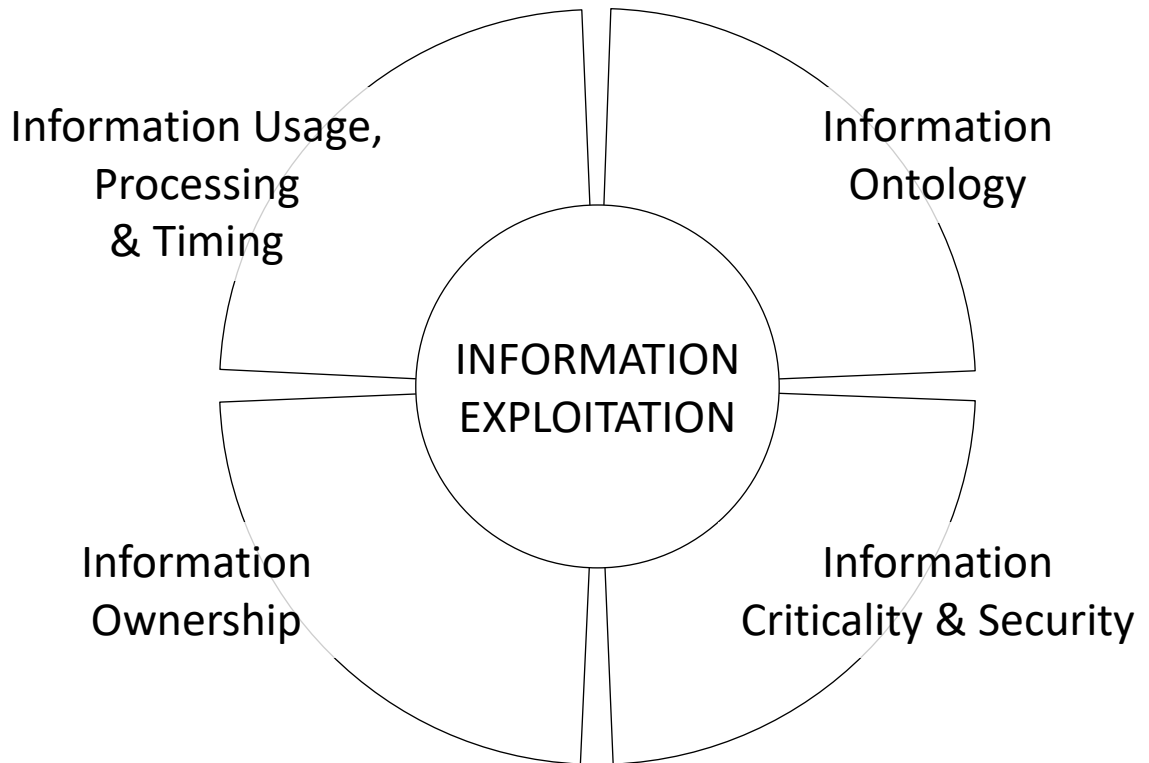 Information Usage,
Processing
& Timing
Information
Ontology
INFORMATION
EXPLOITATION
Information
Ownership
Information
Criticality & Security